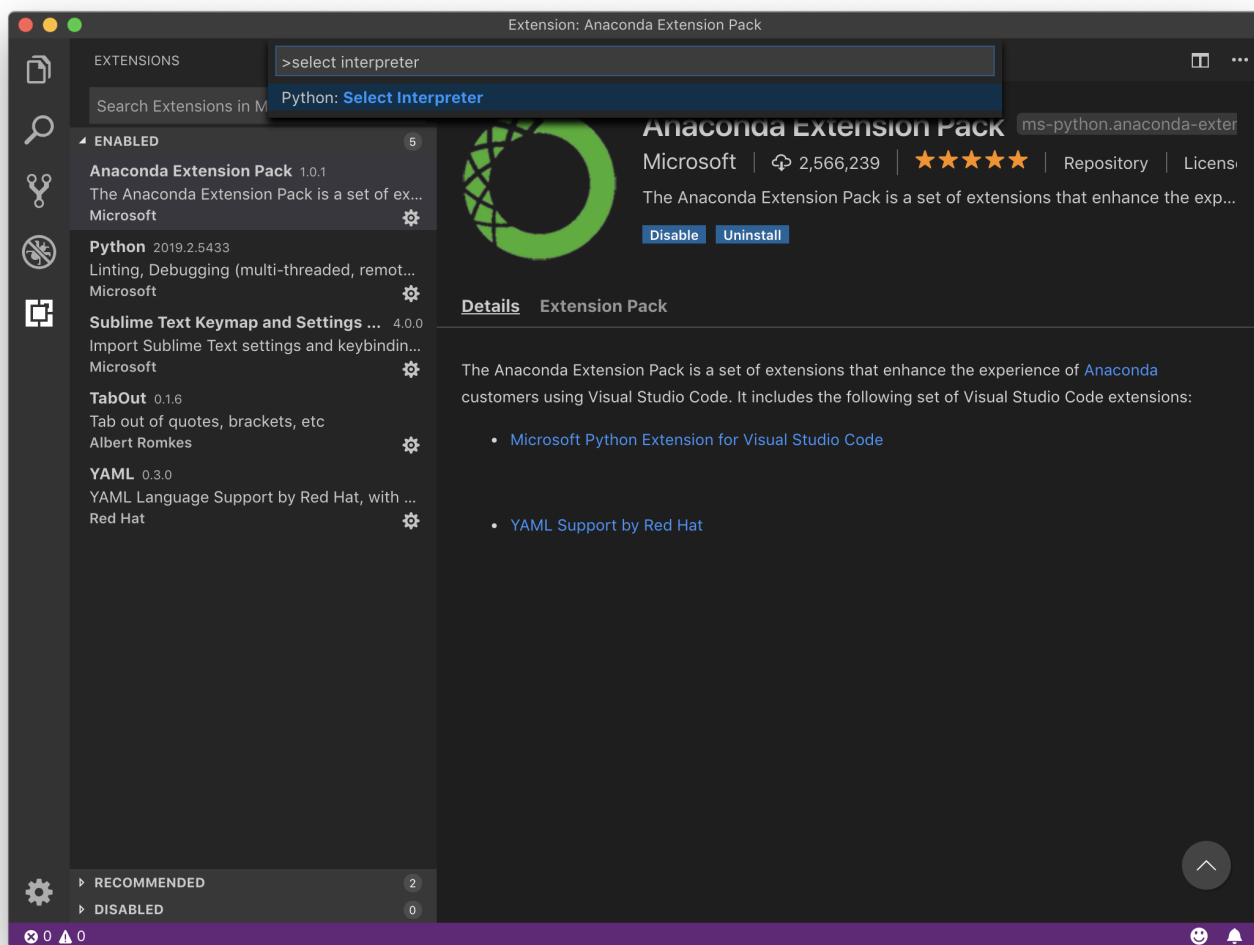 Extension: Anaconda Extension Pack
EXTENSIONS
>select interpreter
Python: Select Interpreter
Search Extensions in M
ENABLED 5
Anaconda Extension Pack 1.0.1
The Anaconda Extension Pack is a set of ex...
Microsoft
Python 2019.2.5433
Linting, Debugging (multi-threaded, remot...
Microsoft
Sublime Text Keymap and Settings ... 4.0.0
Import Sublime Text settings and keybindin...
Microsoft
TabOut 0.1.6
Tab out of quotes, brackets, etc
Albert Romkes
YAML 0.3.0
YAML Language Support by Red Hat, with ...
Red Hat
RECOMMENDED 2
DISABLED 0
Anaconda Extension Pack ms-python.anaconda-exter
Microsoft 2,566,239 Repository Licens
The Anaconda Extension Pack is a set of extensions that enhance the exp...
Disable Uninstall
Details Extension Pack
The Anaconda Extension Pack is a set of extensions that enhance the experience of Anaconda
customers using Visual Studio Code. It includes the following set of Visual Studio Code extensions:
• Microsoft Python Extension for Visual Studio Code
• YAML Support by Red Hat
0 0